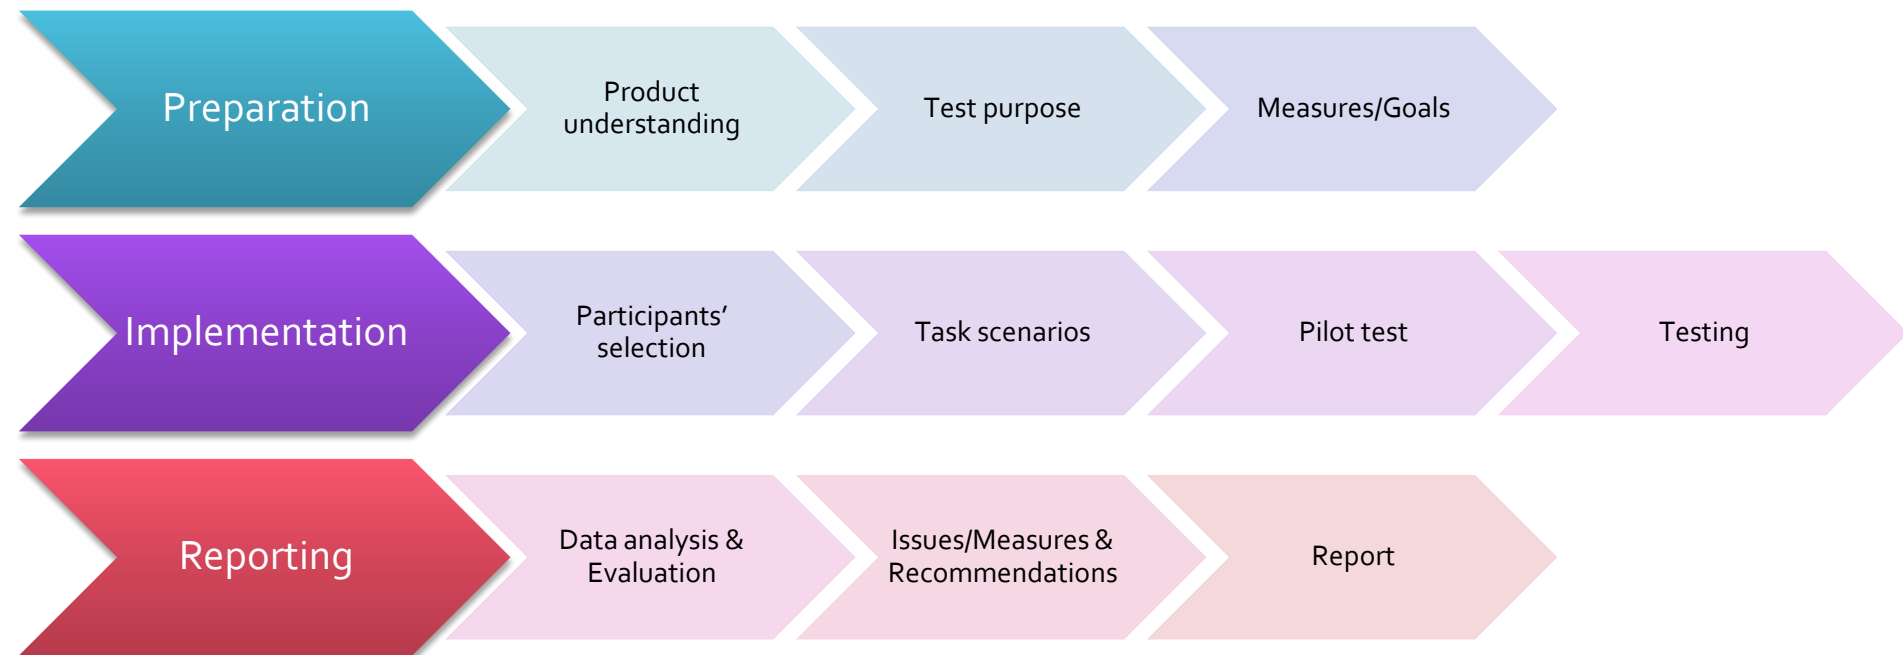 Preparation
Product
understanding
Test purpose
Measures/Goals
Implementation
Participants’
selection
Task scenarios
Pilot test
Testing
Reporting
Data analysis &
Evaluation
Issues/Measures &
Recommendations
Report